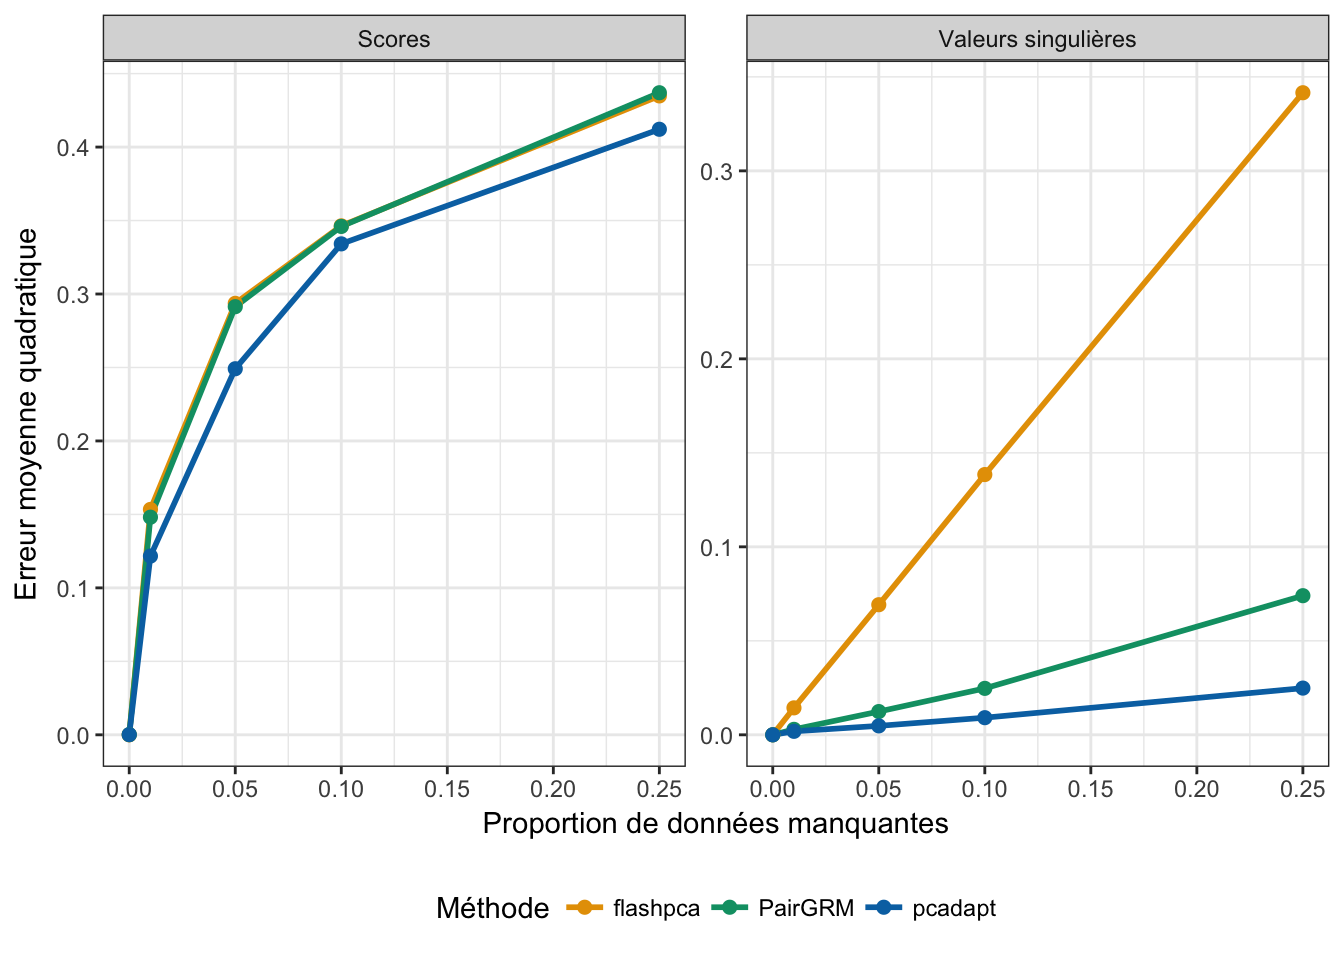 Scores
Valeurs singulières
Erreur moyenne quadratique
0.4
0.3
0.2
0.1
0.0
0.3
0.2
0.1
0.0
0.00 0.05 0.10 0.15 0.20 0.25
0.00 0.05 0.10 0.15 0.20 0.25
Proportion de données manquantes
Méthode flashpca PairGRM pcadapt